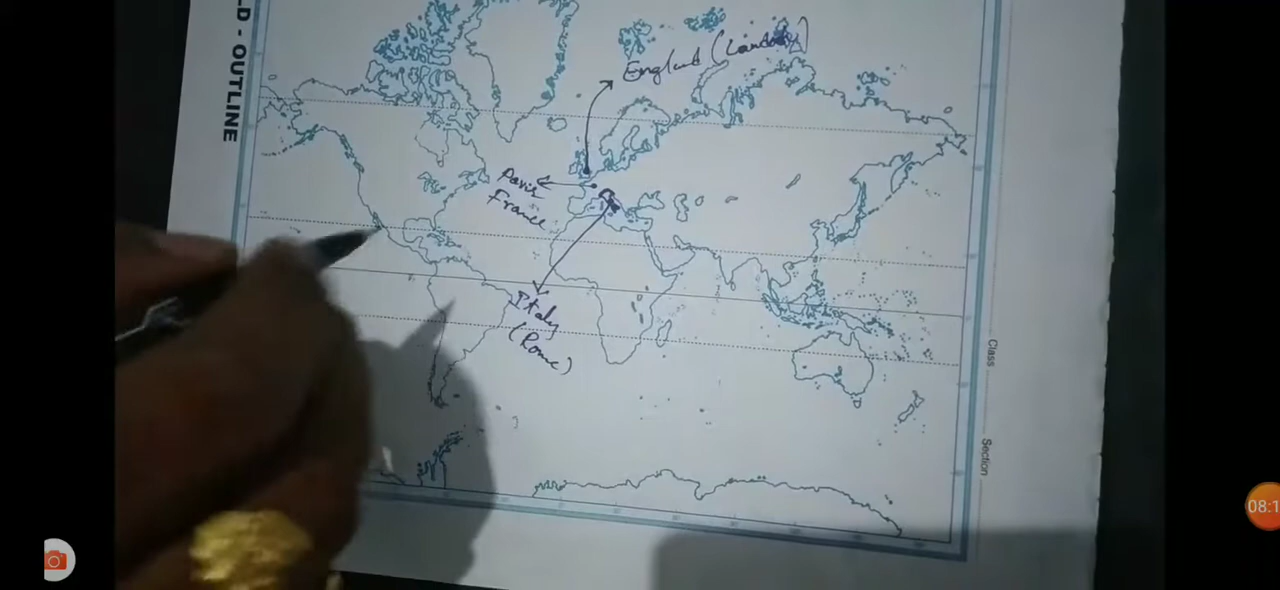 LD - OUTLINE
England (London)
Paris
France
Italy
(Rome)
Class
Section
08:1